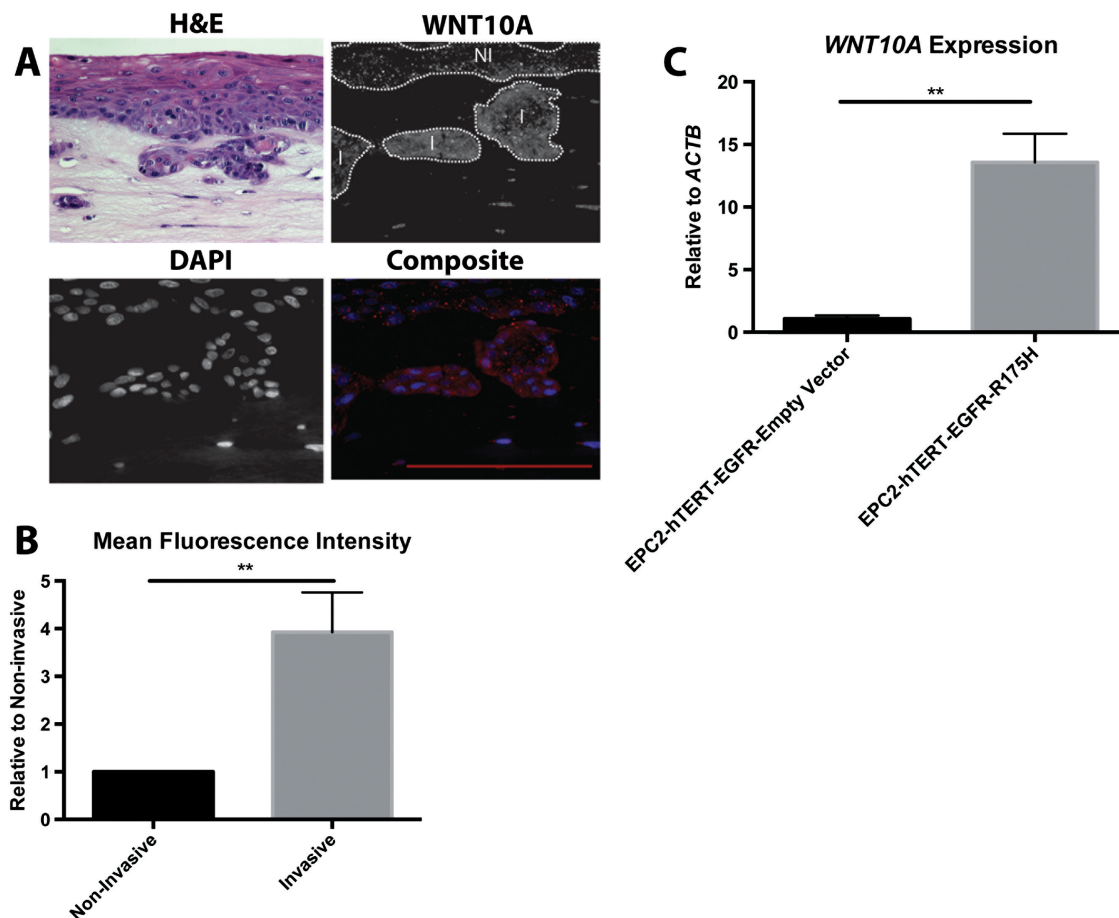 A
H&E
WNT10A
NI
I
I
I
DAPI
Composite
B
Mean Fluorescence Intensity
**
Relative to Non-invasive
5
4
3
2
1
0
Non-Invasive
Invasive
C
WNT10A Expression
**
Relative to ACTB
20
15
10
5
0
EPC2-hTERT-EGFR-Empty Vector
EPC2-hTERT-EGFR-R175H